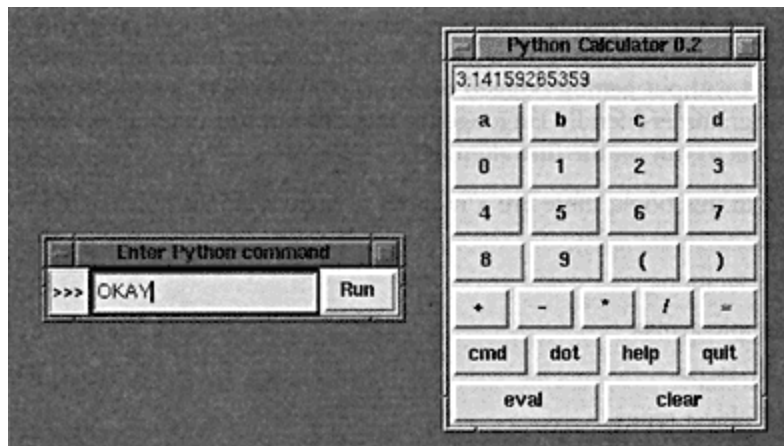 Enter Python command
>>> OKAY Run
Python Calculator 0.2
3.14159265359
a b c d
0 1 2 3
4 5 6 7
8 9 ( )
+ - * / =
cmd dot help quit
eval clear